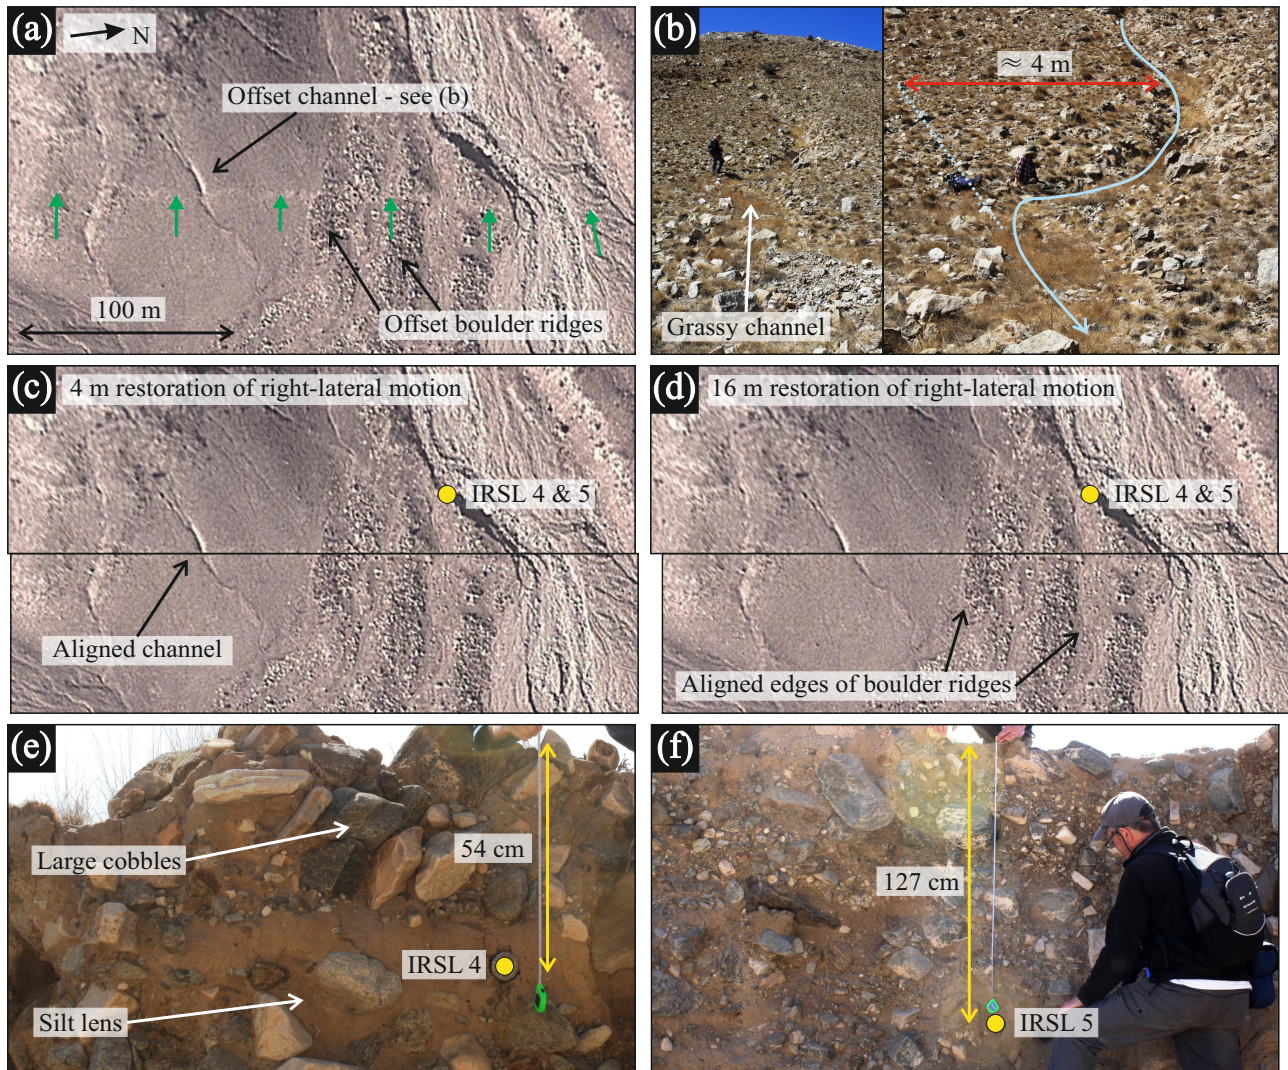 (a)
N
Offset channel - see (b)
100 m
Offset boulder ridges
(b)
≈ 4 m
Grassy channel
(c)
4 m restoration of right-lateral motion
IRSL 4 & 5
Aligned channel
(d)
16 m restoration of right-lateral motion
IRSL 4 & 5
Aligned edges of boulder ridges
(e)
Large cobbles
54 cm
IRSL 4
Silt lens
(f)
127 cm
IRSL 5